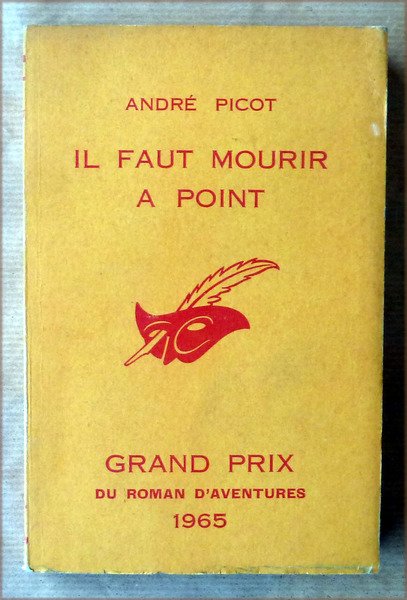 ANDRÉ PICOT
IL FAUT MOURIR
A POINT
GRAND PRIX
DU ROMAN D'AVENTURES
1965